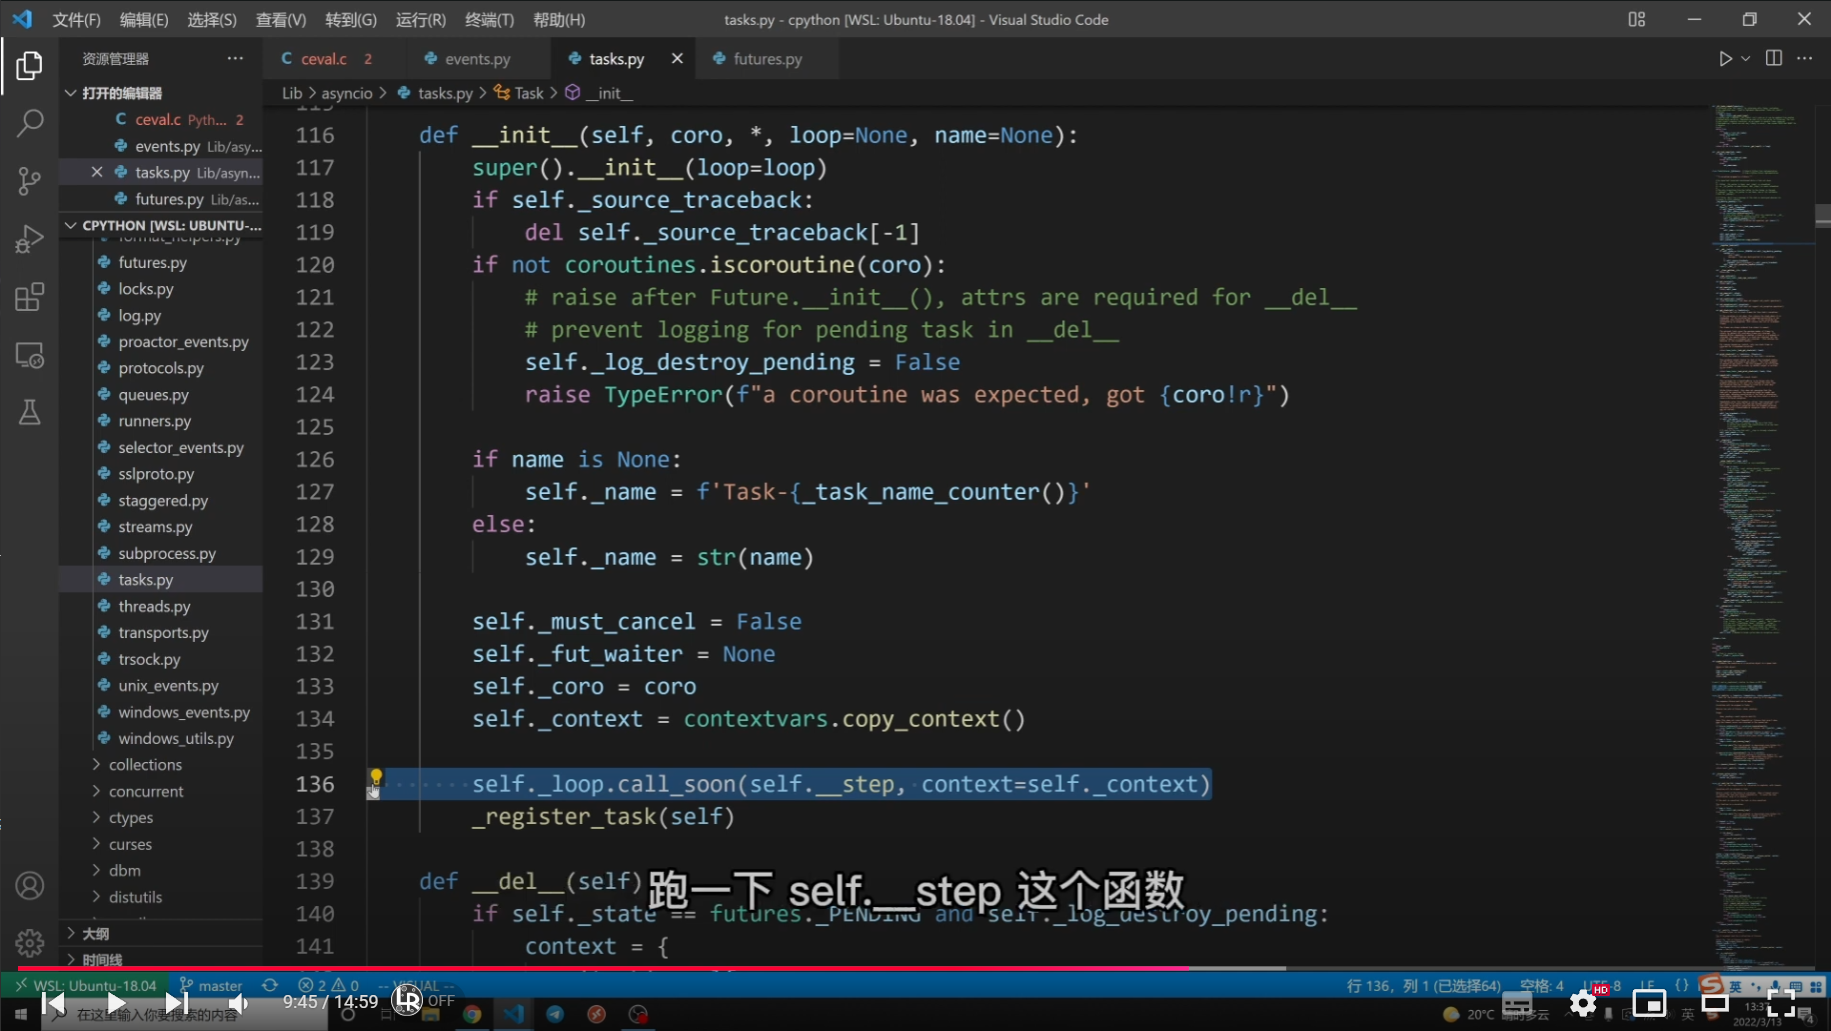 文件(F) 编辑(E) 选择(S) 查看(V) 转到(G) 运行(R) 终端(T) 帮助(H) tasks.py - cpython [WSL: Ubuntu-18.04] - Visual Studio Code
资源管理器 ...
C ceval.c 2 events.py tasks.py futures.py
打开的编辑器
C ceval.c Pyth... 2
events.py Lib/asy...
tasks.py Lib/asyn...
futures.py Lib/as...
CPYTHON [WSL: UBUNTU-...
format_helpers.py
futures.py
locks.py
log.py
proactor_events.py
protocols.py
queues.py
runners.py
selector_events.py
sslproto.py
staggered.py
streams.py
subprocess.py
tasks.py
threads.py
transports.py
trsock.py
unix_events.py
windows_events.py
windows_utils.py
collections
concurrent
ctypes
curses
dbm
distutils
大纲
时间线
Lib > asyncio > tasks.py > Task > __init__
116 def __init__(self, coro, *, loop=None, name=None):
117 super().__init__(loop=loop)
118 if self._source_traceback:
119 del self._source_traceback[-1]
120 if not coroutines.iscoroutine(coro):
121 # raise after Future.__init__(), attrs are required for __del__
122 # prevent logging for pending task in __del__
123 self._log_destroy_pending = False
124 raise TypeError(f"a coroutine was expected, got {coro!r}")
125
126 if name is None:
127 self._name = f'Task-{_task_name_counter()}'
128 else:
129 self._name = str(name)
130
131 self._must_cancel = False
132 self._fut_waiter = None
133 self._coro = coro
134 self._context = contextvars.copy_context()
135
136 self._loop.call_soon(self.__step, context=self._context)
137 _register_task(self)
138
139 def __del__(self)
跑一下 self.__step 这个函数
140 if self._state == futures._PENDING and self._log_destroy_pending:
141 context = {
WSL: Ubuntu-18.04 master 2 0 -- VISUAL -- 行 136，列 1 (已选择64) 空格: 4 UTF-8 LF {} 英
9:45 / 14:59 LR OFF HD
在这里输入你要搜索的内容 20°C 英
13:37
2022/3/13
4